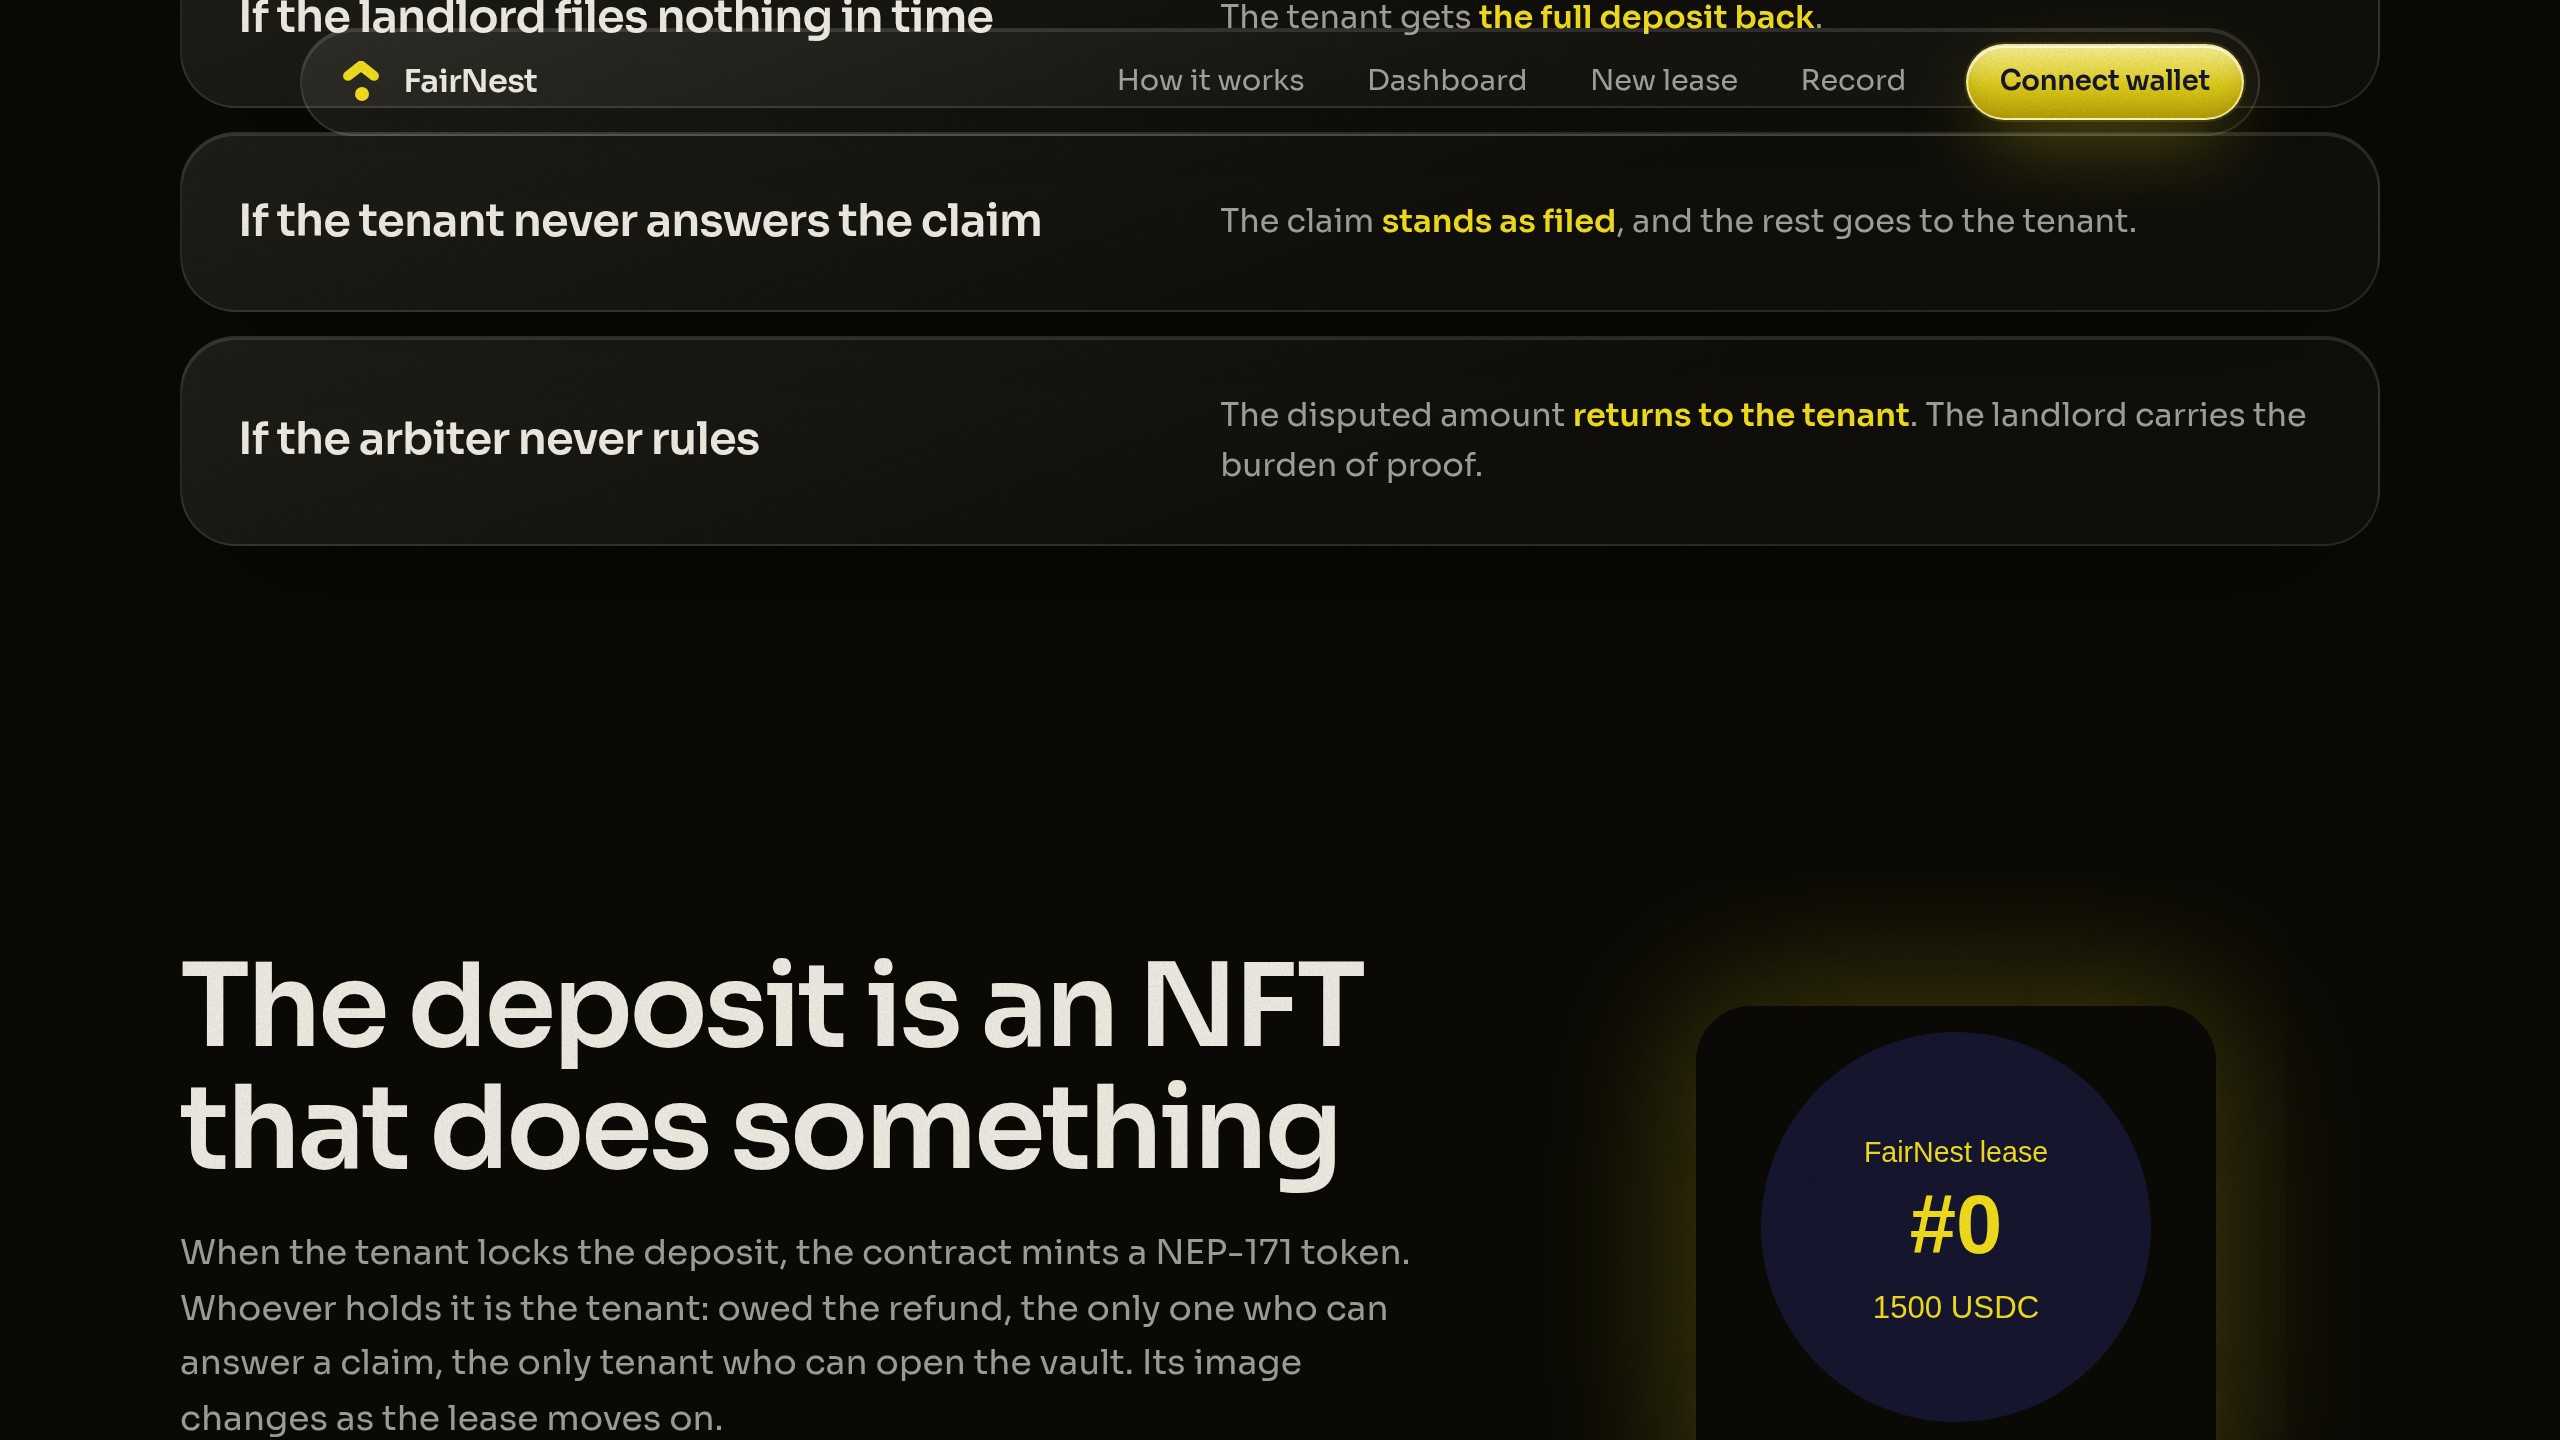 If the landlord files nothing in time
The tenant gets the full deposit back.
FairNest
How it works
Dashboard
New lease
Record
Connect wallet
If the tenant never answers the claim
The claim stands as filed, and the rest goes to the tenant.
If the arbiter never rules
The disputed amount returns to the tenant. The landlord carries the
burden of proof.
The deposit is an NFT
that does something
When the tenant locks the deposit, the contract mints a NEP-171 token.
Whoever holds it is the tenant: owed the refund, the only one who can
answer a claim, the only tenant who can open the vault. Its image
changes as the lease moves on.
FairNest lease
#0
1500 USDC